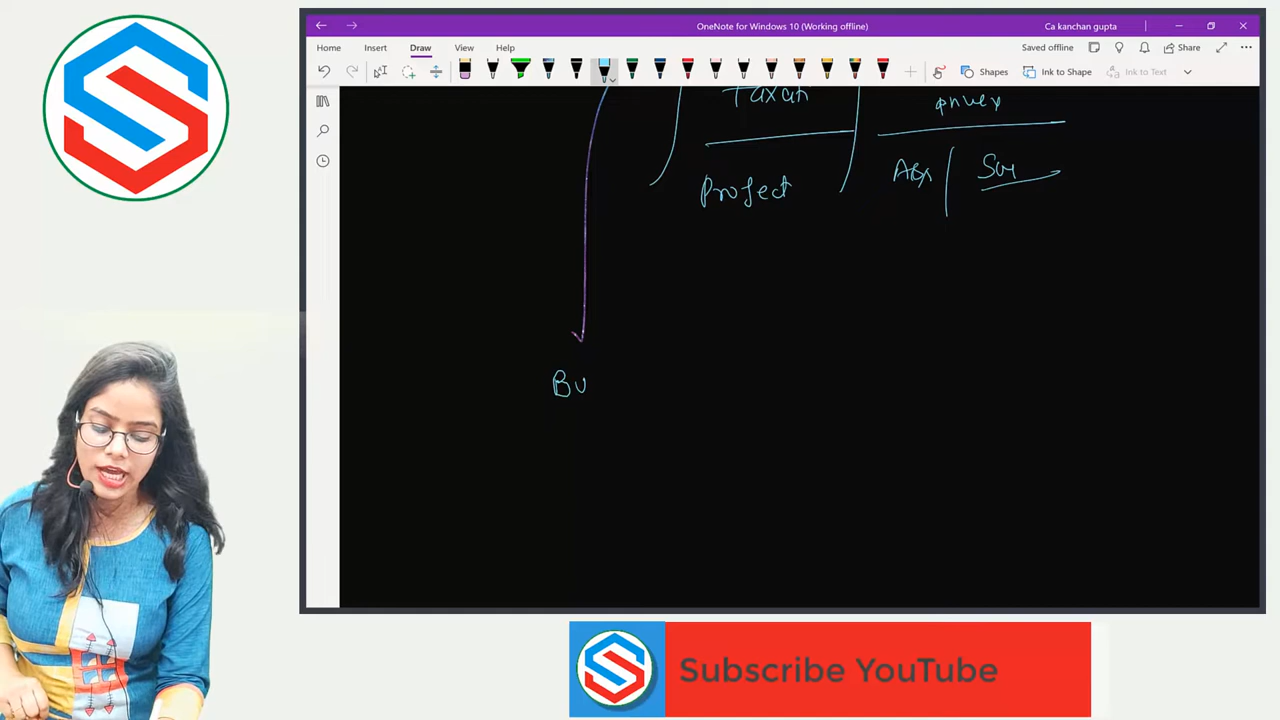 OneNote for Windows 10 (Working offline)
Ca kanchan gupta
Home Insert Draw View Help
Saved offline
Share
Shapes
Ink to Shape
Ink to Text
Project
Bu
Subscribe YouTube